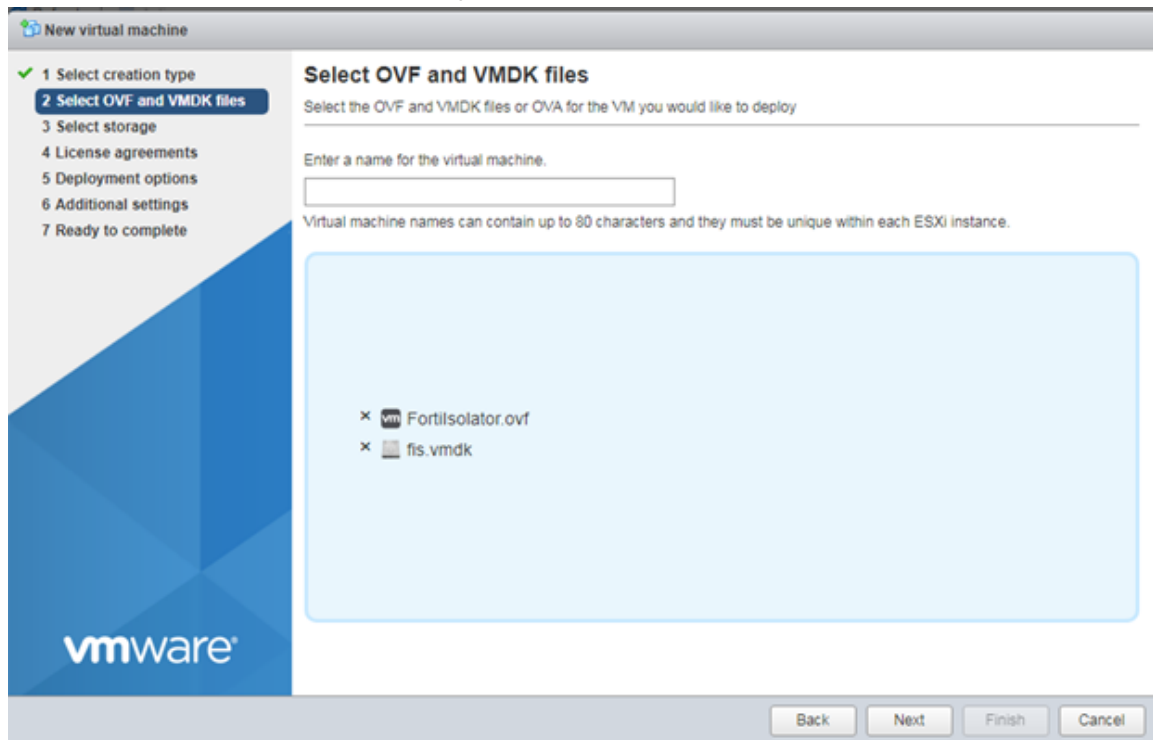 New virtual machine
1 Select creation type
2 Select OVF and VMDK files
3 Select storage
4 License agreements
5 Deployment options
6 Additional settings
7 Ready to complete
vmware®
Select OVF and VMDK files
Select the OVF and VMDK files or OVA for the VM you would like to deploy
Enter a name for the virtual machine.
Virtual machine names can contain up to 80 characters and they must be unique within each ESXi instance.
× vm FortiIsolator.ovf
× fis.vmdk
Back Next Finish Cancel